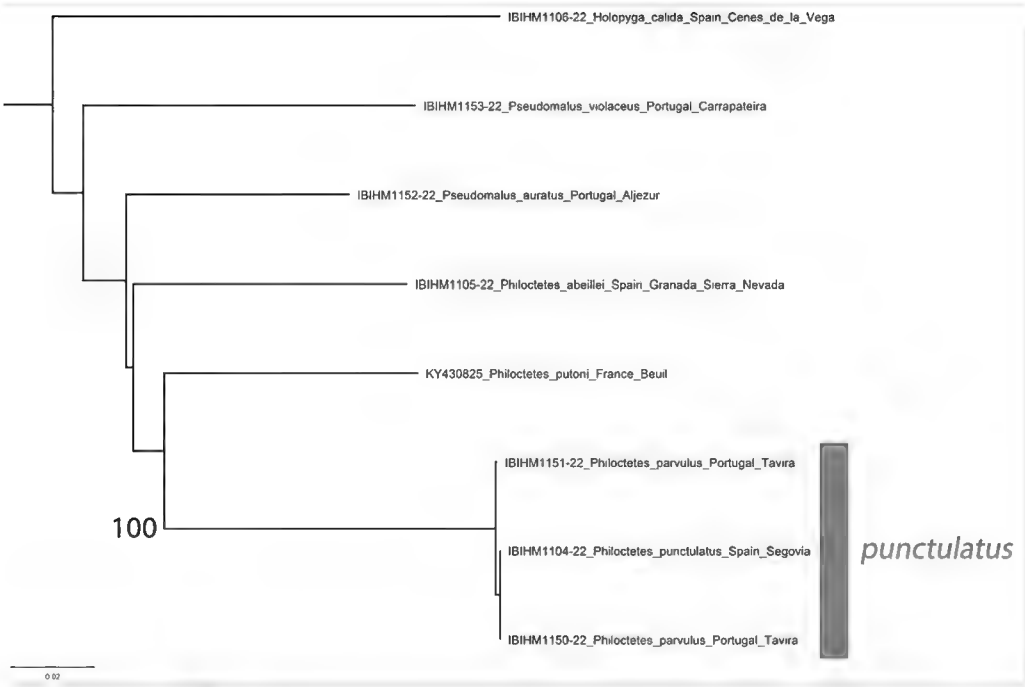 IBIHM1106-22_Holopyga_calida_Spain_Cenes_de_la_Vega
IBIHM1153-22_Pseudomalus_violaceus_Portugal_Carrapateira
IBIHM1152-22_Pseudomalus_auratus_Portugal_Aljezur
IBIHM1105-22_Philoctetes_abeillei_Spain_Granada_Sierra_Nevada
KY430825_Philoctetes_putoni_France_Beuil
IBIHM1151-22_Philoctetes_parvulus_Portugal_Tavira
100
IBIHM1104-22_Philoctetes_punctulatus_Spain_Segovia
punctulatus
IBIHM1150-22_Philoctetes_parvulus_Portugal_Tavira
0.02